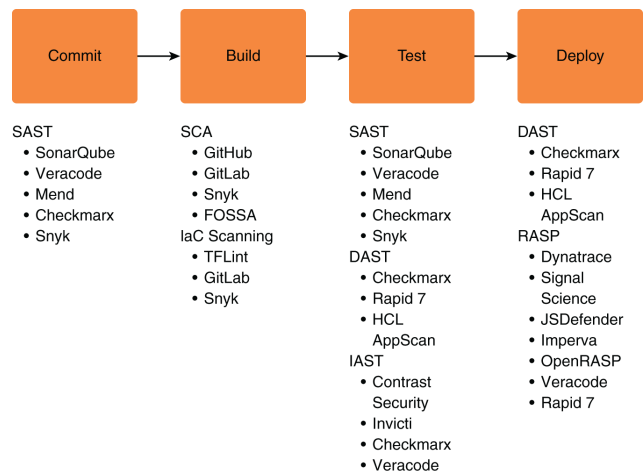 Commit
Build
Test
Deploy
SAST
• SonarQube
• Veracode
• Mend
• Checkmarx
• Snyk
SCA
• GitHub
• GitLab
• Snyk
• FOSSA
IaC Scanning
• TFLint
• GitLab
• Snyk
SAST
• SonarQube
• Veracode
• Mend
• Checkmarx
• Snyk
DAST
• Checkmarx
• Rapid 7
• HCL
AppScan
IAST
• Contrast
Security
• Invicti
• Checkmarx
• Veracode
DAST
• Checkmarx
• Rapid 7
• HCL
AppScan
RASP
• Dynatrace
• Signal
Science
• JSDefender
• Imperva
• OpenRASP
• Veracode
• Rapid 7